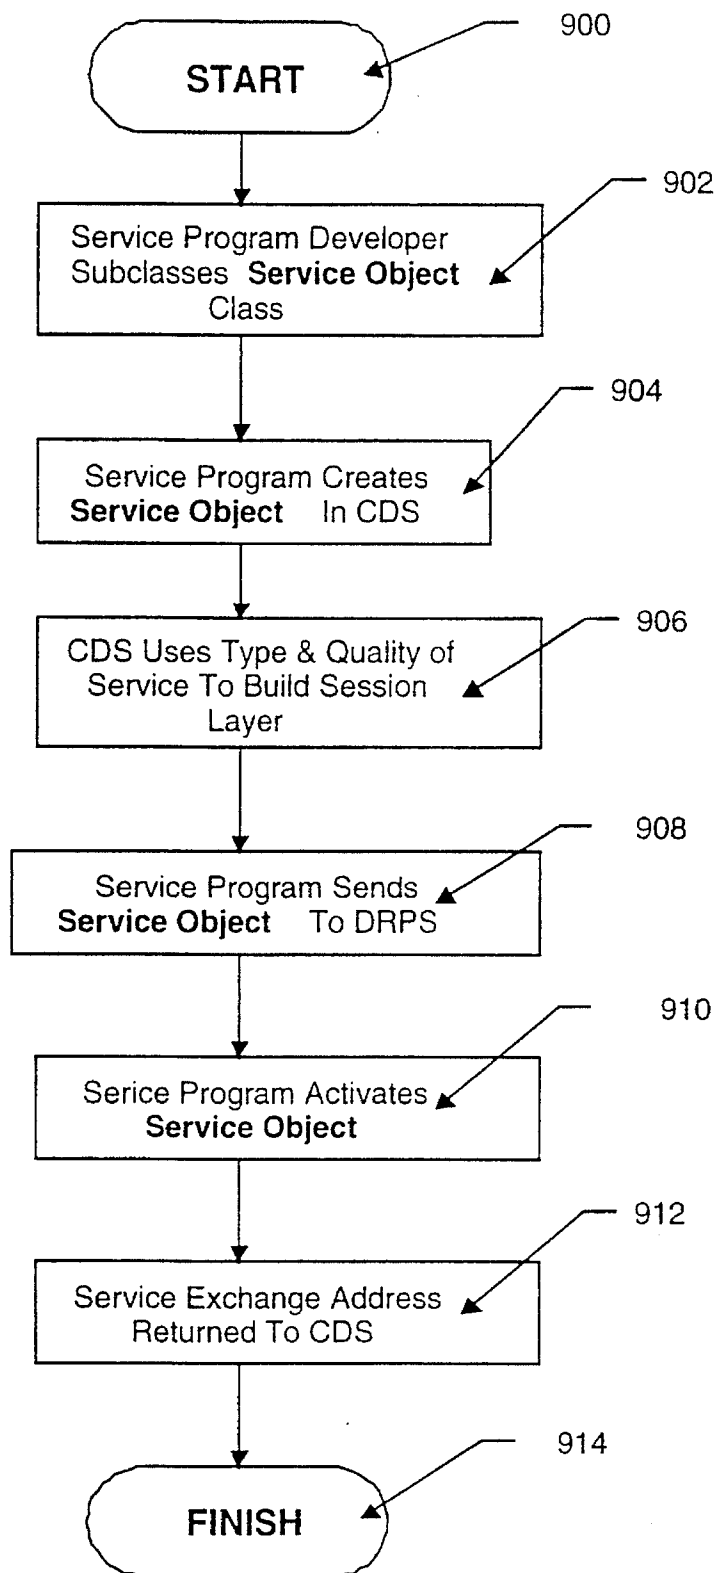 900
START
902
Service Program Developer
Subclasses Service Object
Class
904
Service Program Creates
Service Object In CDS
906
CDS Uses Type & Quality of
Service To Build Session
Layer
908
Service Program Sends
Service Object To DRPS
910
Serice Program Activates
Service Object
912
Service Exchange Address
Returned To CDS
914
FINISH